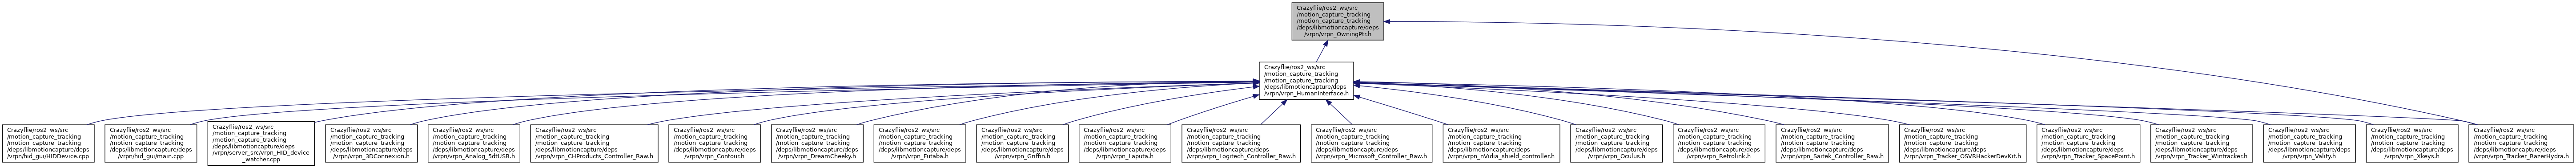 Crazyflie/ros2_ws/src
/motion_capture_tracking
/motion_capture_tracking
/deps/libmotioncapture/deps
/vrpn/vrpn_OwningPtr.h
Crazyflie/ros2_ws/src
/motion_capture_tracking
/motion_capture_tracking
/deps/libmotioncapture/deps
/vrpn/vrpn_HumanInterface.h
Crazyflie/ros2_ws/src
/motion_capture_tracking
/motion_capture_tracking
/deps/libmotioncapture/deps
/vrpn/hid_gui/HIDDevice.cpp
Crazyflie/ros2_ws/src
/motion_capture_tracking
/motion_capture_tracking
/deps/libmotioncapture/deps
/vrpn/hid_gui/main.cpp
Crazyflie/ros2_ws/src
/motion_capture_tracking
/motion_capture_tracking
/deps/libmotioncapture/deps
/vrpn/server_src/vrpn_HID_device
_watcher.cpp
Crazyflie/ros2_ws/src
/motion_capture_tracking
/motion_capture_tracking
/deps/libmotioncapture/deps
/vrpn/vrpn_3DConnexion.h
Crazyflie/ros2_ws/src
/motion_capture_tracking
/motion_capture_tracking
/deps/libmotioncapture/deps
/vrpn/vrpn_Analog_5dtUSB.h
Crazyflie/ros2_ws/src
/motion_capture_tracking
/motion_capture_tracking
/deps/libmotioncapture/deps
/vrpn/vrpn_CHProducts_Controller_Raw.h
Crazyflie/ros2_ws/src
/motion_capture_tracking
/motion_capture_tracking
/deps/libmotioncapture/deps
/vrpn/vrpn_Contour.h
Crazyflie/ros2_ws/src
/motion_capture_tracking
/motion_capture_tracking
/deps/libmotioncapture/deps
/vrpn/vrpn_DreamCheeky.h
Crazyflie/ros2_ws/src
/motion_capture_tracking
/motion_capture_tracking
/deps/libmotioncapture/deps
/vrpn/vrpn_Futaba.h
Crazyflie/ros2_ws/src
/motion_capture_tracking
/motion_capture_tracking
/deps/libmotioncapture/deps
/vrpn/vrpn_Griffin.h
Crazyflie/ros2_ws/src
/motion_capture_tracking
/motion_capture_tracking
/deps/libmotioncapture/deps
/vrpn/vrpn_Laputa.h
Crazyflie/ros2_ws/src
/motion_capture_tracking
/motion_capture_tracking
/deps/libmotioncapture/deps
/vrpn/vrpn_Logitech_Controller_Raw.h
Crazyflie/ros2_ws/src
/motion_capture_tracking
/motion_capture_tracking
/deps/libmotioncapture/deps
/vrpn/vrpn_Microsoft_Controller_Raw.h
Crazyflie/ros2_ws/src
/motion_capture_tracking
/motion_capture_tracking
/deps/libmotioncapture/deps
/vrpn/vrpn_nVidia_shield_controller.h
Crazyflie/ros2_ws/src
/motion_capture_tracking
/motion_capture_tracking
/deps/libmotioncapture/deps
/vrpn/vrpn_Oculus.h
Crazyflie/ros2_ws/src
/motion_capture_tracking
/motion_capture_tracking
/deps/libmotioncapture/deps
/vrpn/vrpn_Retrolink.h
Crazyflie/ros2_ws/src
/motion_capture_tracking
/motion_capture_tracking
/deps/libmotioncapture/deps
/vrpn/vrpn_Saitek_Controller_Raw.h
Crazyflie/ros2_ws/src
/motion_capture_tracking
/motion_capture_tracking
/deps/libmotioncapture/deps
/vrpn/vrpn_Tracker_OSVRHackerDevKit.h
Crazyflie/ros2_ws/src
/motion_capture_tracking
/motion_capture_tracking
/deps/libmotioncapture/deps
/vrpn/vrpn_Tracker_SpacePoint.h
Crazyflie/ros2_ws/src
/motion_capture_tracking
/motion_capture_tracking
/deps/libmotioncapture/deps
/vrpn/vrpn_Tracker_Wintracker.h
Crazyflie/ros2_ws/src
/motion_capture_tracking
/motion_capture_tracking
/deps/libmotioncapture/deps
/vrpn/vrpn_Vality.h
Crazyflie/ros2_ws/src
/motion_capture_tracking
/motion_capture_tracking
/deps/libmotioncapture/deps
/vrpn/vrpn_Xkeys.h
Crazyflie/ros2_ws/src
/motion_capture_tracking
/motion_capture_tracking
/deps/libmotioncapture/deps
/vrpn/vrpn_Tracker_RazerHydra.h